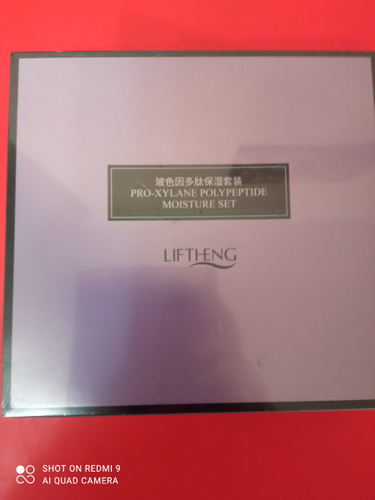 玻色因多肽保湿套装
PRO-XYLANE POLYPEPTIDE
MOISTURE SET
LIFTHENG
SHOT ON REDMI 9
AI QUAD CAMERA